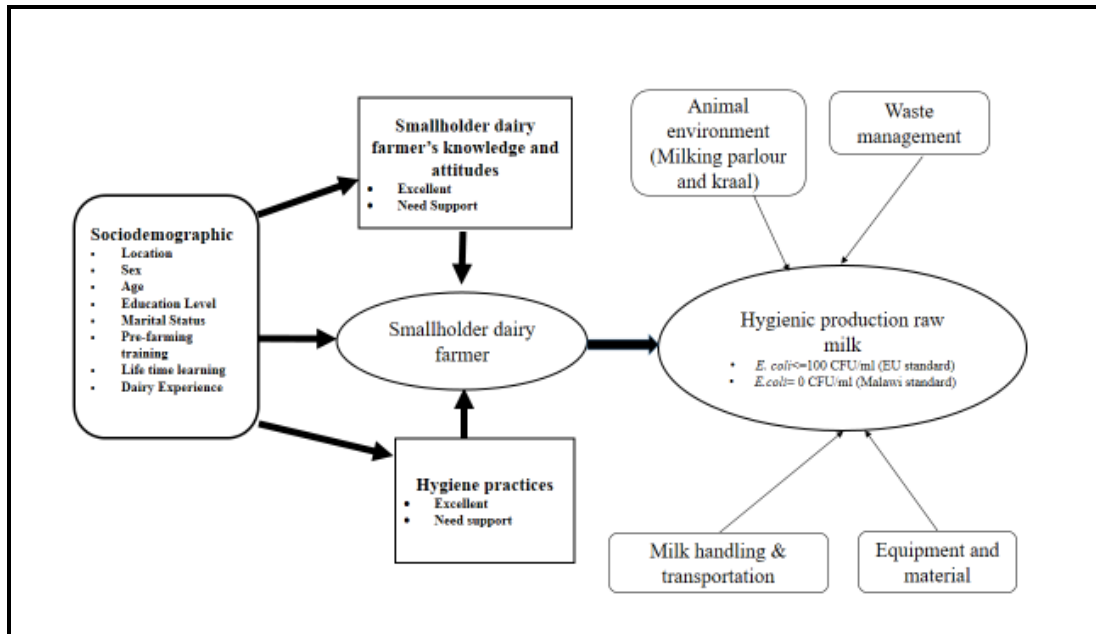 Sociodemographic
• Location
• Sex
• Age
• Education Level
• Marital Status
• Pre-farming
training
• Life time learning
• Dairy Experience
Smallholder dairy
farmer's knowledge and
attitudes
• Excellent
• Need Support
Smallholder dairy
farmer
Hygiene practices
• Excellent
• Need support
Animal
environment
(Milking parlour
and kraal)
Waste
management
Hygienic production raw
milk
• E. coli<=100 CFU/ml (EU standard)
• E.coli= 0 CFU/ml (Malawi standard)
Milk handling &
transportation
Equipment and
material